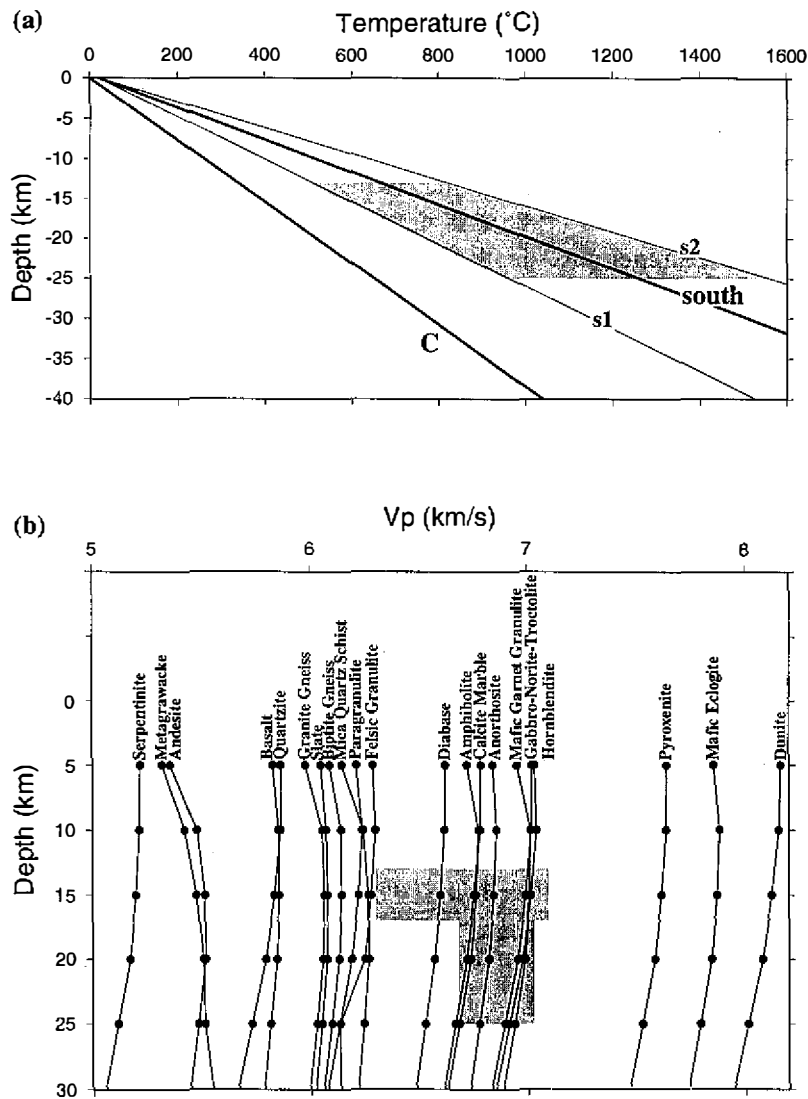 (a)
Temperature (°C)
0 200 400 600 800 1000 1200 1400 1600
Depth (km)
0
-5
-10
-15
-20
-25
-30
-35
-40
s2
south
s1
C
(b)
Vp (km/s)
5 6 7 8
Depth (km)
0
5
10
15
20
25
30
Serpentinite
Metagrawacke
Andesite
Basalt
Quartzite
Granite Gneiss
Slate
Biotite Gneiss
Mica Quartz Schist
Paragranulite
Felsic Granulite
Diabase
Amphibolite
Calcite Marble
Anorthosite
Mafic Garnet Granulite
Gabbro-Norite-Troctolite
Hornblendite
Pyroxenite
Mafic Eclogite
Dunite